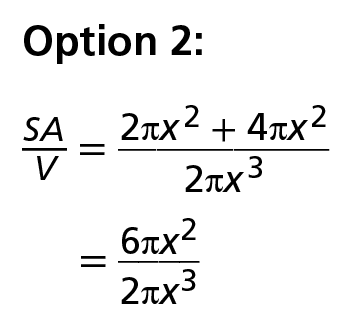 Option 2:
SA/V = (2πx² + 4πx²)/(2πx³)
= 6πx²/2πx³